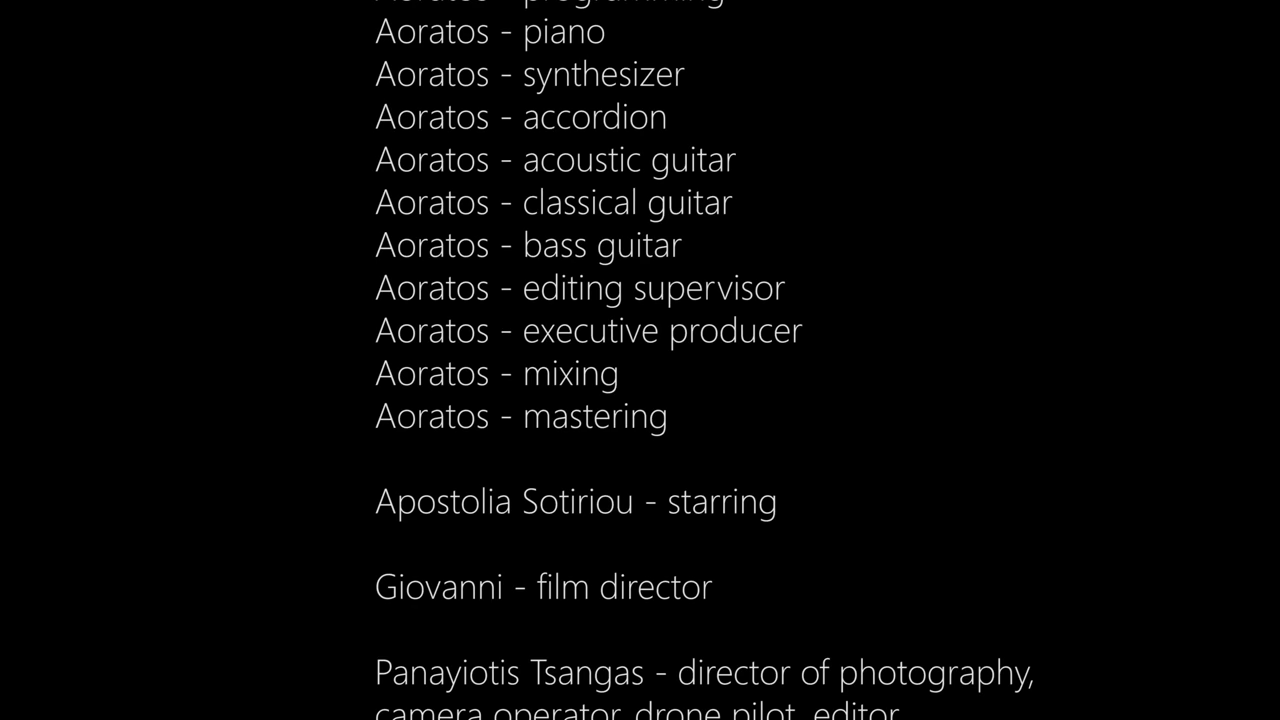 Aoratos - programming
Aoratos - piano
Aoratos - synthesizer
Aoratos - accordion
Aoratos - acoustic guitar
Aoratos - classical guitar
Aoratos - bass guitar
Aoratos - editing supervisor
Aoratos - executive producer
Aoratos - mixing
Aoratos - mastering
Apostolia Sotiriou - starring
Giovanni - film director
Panayiotis Tsangas - director of photography,
camera operator, drone pilot, editor